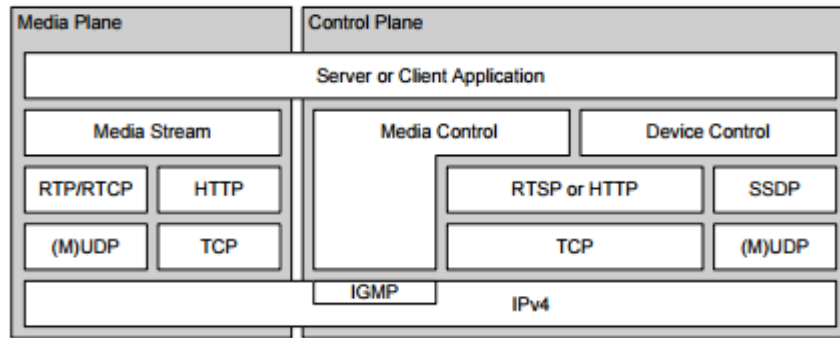 Media Plane
Control Plane
Server or Client Application
Media Stream
Media Control
Device Control
RTP/RTCP
HTTP
RTSP or HTTP
SSDP
(M)UDP
TCP
TCP
(M)UDP
IGMP
IPv4